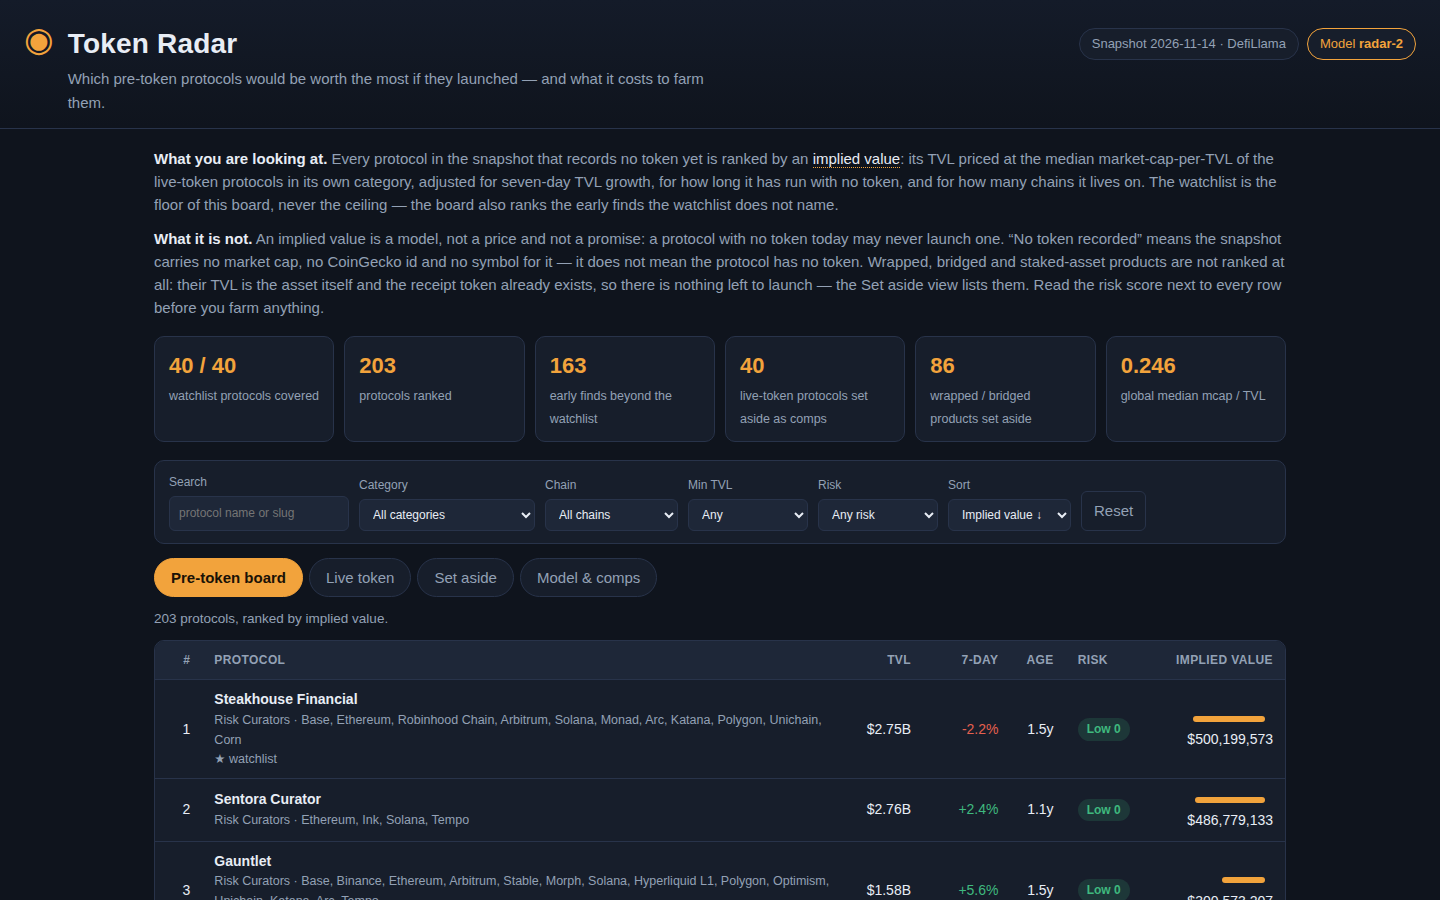 Token Radar
Which pre-token protocols would be worth the most if they launched — and what it costs to farm
them.
Snapshot 2026-11-14 · DefiLlama
Model radar-2
What you are looking at. Every protocol in the snapshot that records no token yet is ranked by an implied value: its TVL priced at the median market-cap-per-TVL of the
live-token protocols in its own category, adjusted for seven-day TVL growth, for how long it has run with no token, and for how many chains it lives on. The watchlist is the
floor of this board, never the ceiling — the board also ranks the early finds the watchlist does not name.
What it is not. An implied value is a model, not a price and not a promise: a protocol with no token today may never launch one. “No token recorded” means the snapshot
carries no market cap, no CoinGecko id and no symbol for it — it does not mean the protocol has no token. Wrapped, bridged and staked-asset products are not ranked at
all: their TVL is the asset itself and the receipt token already exists, so there is nothing left to launch — the Set aside view lists them. Read the risk score next to every row
before you farm anything.
40 / 40
watchlist protocols covered
203
protocols ranked
163
early finds beyond the
watchlist
40
live-token protocols set
aside as comps
86
wrapped / bridged
products set aside
0.246
global median mcap / TVL
Search
protocol name or slug
Category
All categories
Chain
All chains
Min TVL
Any
Risk
Any risk
Sort
Implied value ↓
Reset
Pre-token board
Live token
Set aside
Model & comps
203 protocols, ranked by implied value.
# PROTOCOL TVL 7-DAY AGE RISK IMPLIED VALUE
Steakhouse Financial
Risk Curators · Base, Ethereum, Robinhood Chain, Arbitrum, Solana, Monad, Arc, Katana, Polygon, Unichain,
Corn
★ watchlist
1 $2.75B -2.2% 1.5y Low 0 $500,199,573
Sentora Curator
Risk Curators · Ethereum, Ink, Solana, Tempo
2 $2.76B +2.4% 1.1y Low 0 $486,779,133
Gauntlet
Risk Curators · Base, Binance, Ethereum, Arbitrum, Stable, Morph, Solana, Hyperliquid L1, Polygon, Optimism,
3 $1.58B +5.6% 1.5y Low 0